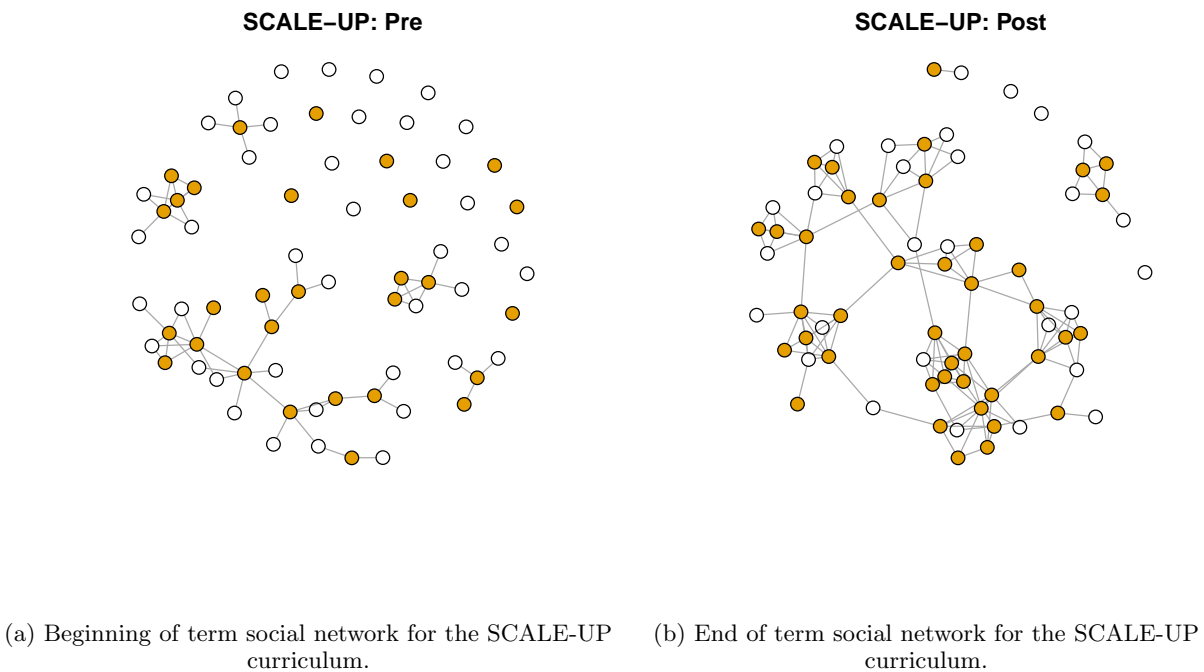 SCALE–UP: Pre
SCALE–UP: Post
(a) Beginning of term social network for the SCALE-UP
curriculum.
(b) End of term social network for the SCALE-UP
curriculum.